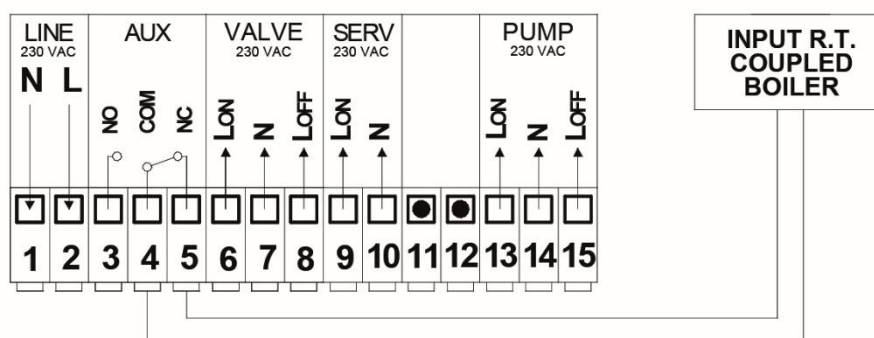 LINE
230 VAC
N L
AUX
NO COM NC
VALVE
230 VAC
LON N LOFF
SERV
230 VAC
LON N
PUMP
230 VAC
LON N LOFF
1 2 3 4 5 6 7 8 9 10 11 12 13 14 15
INPUT R.T.
COUPLED
BOILER